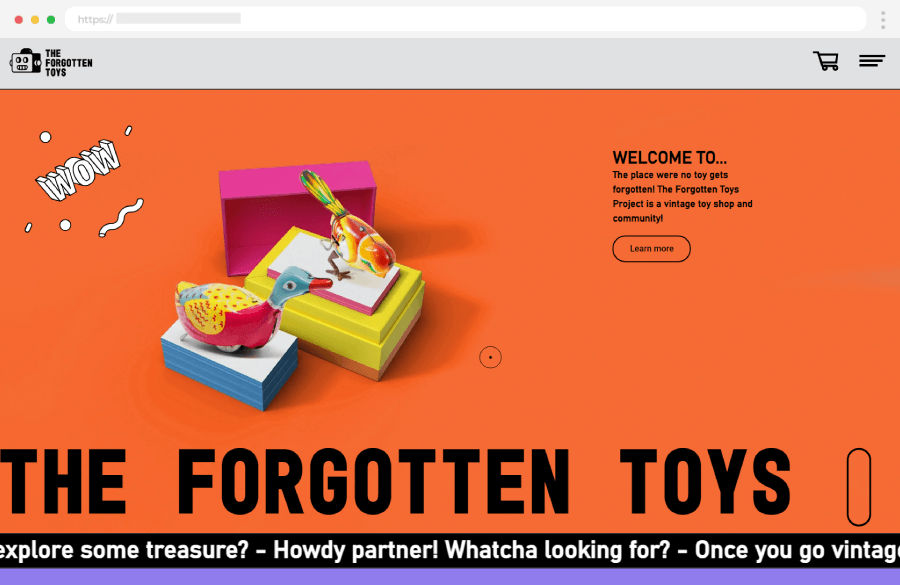 https://
THE
FORGOTTEN
TOYS
WOW
WELCOME TO...
The place were no toy gets
forgotten! The Forgotten Toys
Project is a vintage toy shop and
community!
Learn more
THE FORGOTTEN TOYS
explore some treasure? - Howdy partner! Whatcha looking for? - Once you go vintage